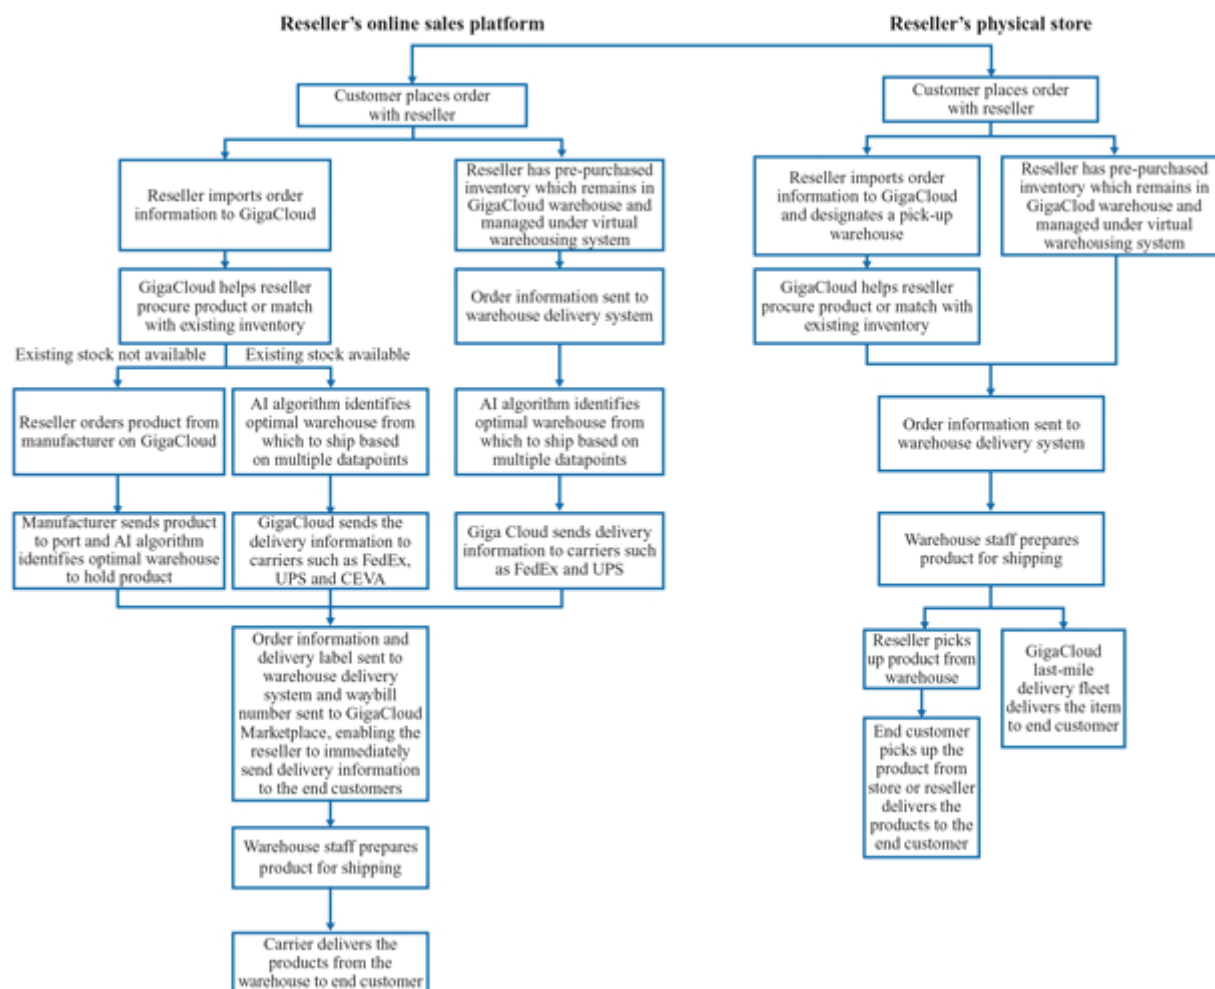 Reseller's online sales platform
Reseller's physical store
Customer places order
with reseller
Customer places order
with reseller
Reseller imports order
information to GigaCloud
Reseller has pre-purchased
inventory which remains in
GigaCloud warehouse and
managed under virtual
warehousing system
Reseller imports order
information to GigaCloud
and designates a pick-up
warehouse
Reseller has pre-purchased
inventory which remains in
GigaClod warehouse and
managed under virtual
warehousing system
GigaCloud helps reseller
procure product or match
with existing inventory
Order information sent to
warehouse delivery system
GigaCloud helps reseller
procure product or match
with existing inventory
Existing stock not available
Existing stock available
Reseller orders product from
manufacturer on GigaCloud
AI algorithm identifies
optimal warehouse from
which to ship based
on multiple datapoints
AI algorithm identifies
optimal warehouse from
which to ship based on
multiple datapoints
Order information sent to
warehouse delivery system
Manufacturer sends product
to port and AI algorithm
identifies optimal warehouse
to hold product
GigaCloud sends the
delivery information to
carriers such as FedEx,
UPS and CEVA
Giga Cloud sends delivery
information to carriers such
as FedEx and UPS
Warehouse staff prepares
product for shipping
Order information and
delivery label sent to
warehouse delivery
system and waybill
number sent to GigaCloud
Marketplace, enabling the
reseller to immediately
send delivery information
to the end customers
Reseller picks
up product from
warehouse
GigaCloud
last-mile
delivery fleet
delivers the item
to end customer
End customer
picks up the
product from
store or reseller
delivers the
products to the
end customer
Warehouse staff prepares
product for shipping
Carrier delivers the
products from the
warehouse to end customer